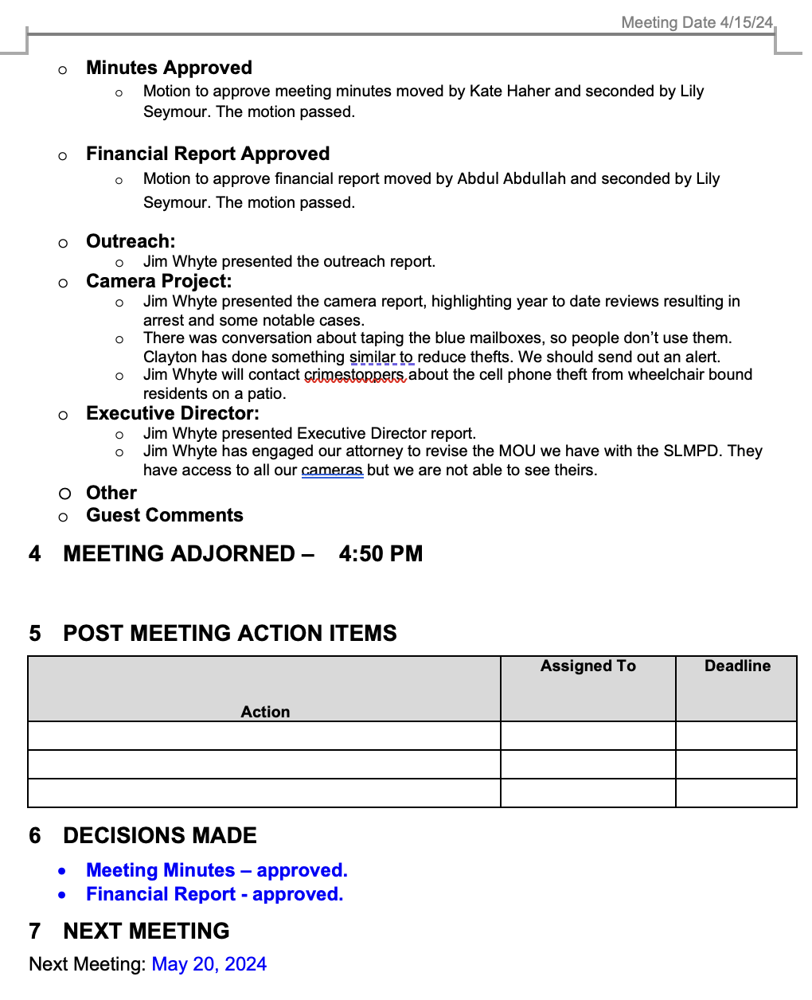 Meeting Date 4/15/24
o Minutes Approved
o Motion to approve meeting minutes moved by Kate Haher and seconded by Lily
Seymour. The motion passed.
o Financial Report Approved
o Motion to approve financial report moved by Abdul Abdullah and seconded by Lily
Seymour. The motion passed.
o Outreach:
o Jim Whyte presented the outreach report.
o Camera Project:
o Jim Whyte presented the camera report, highlighting year to date reviews resulting in
arrest and some notable cases.
o There was conversation about taping the blue mailboxes, so people don’t use them.
Clayton has done something similar to reduce thefts. We should send out an alert.
o Jim Whyte will contact crimestoppers about the cell phone theft from wheelchair bound
residents on a patio.
o Executive Director:
o Jim Whyte presented Executive Director report.
o Jim Whyte has engaged our attorney to revise the MOU we have with the SLMPD. They
have access to all our cameras but we are not able to see theirs.
o Other
o Guest Comments
4 MEETING ADJORNED – 4:50 PM
5 POST MEETING ACTION ITEMS
Action Assigned To Deadline
6 DECISIONS MADE
• Meeting Minutes – approved.
• Financial Report - approved.
7 NEXT MEETING
Next Meeting: May 20, 2024